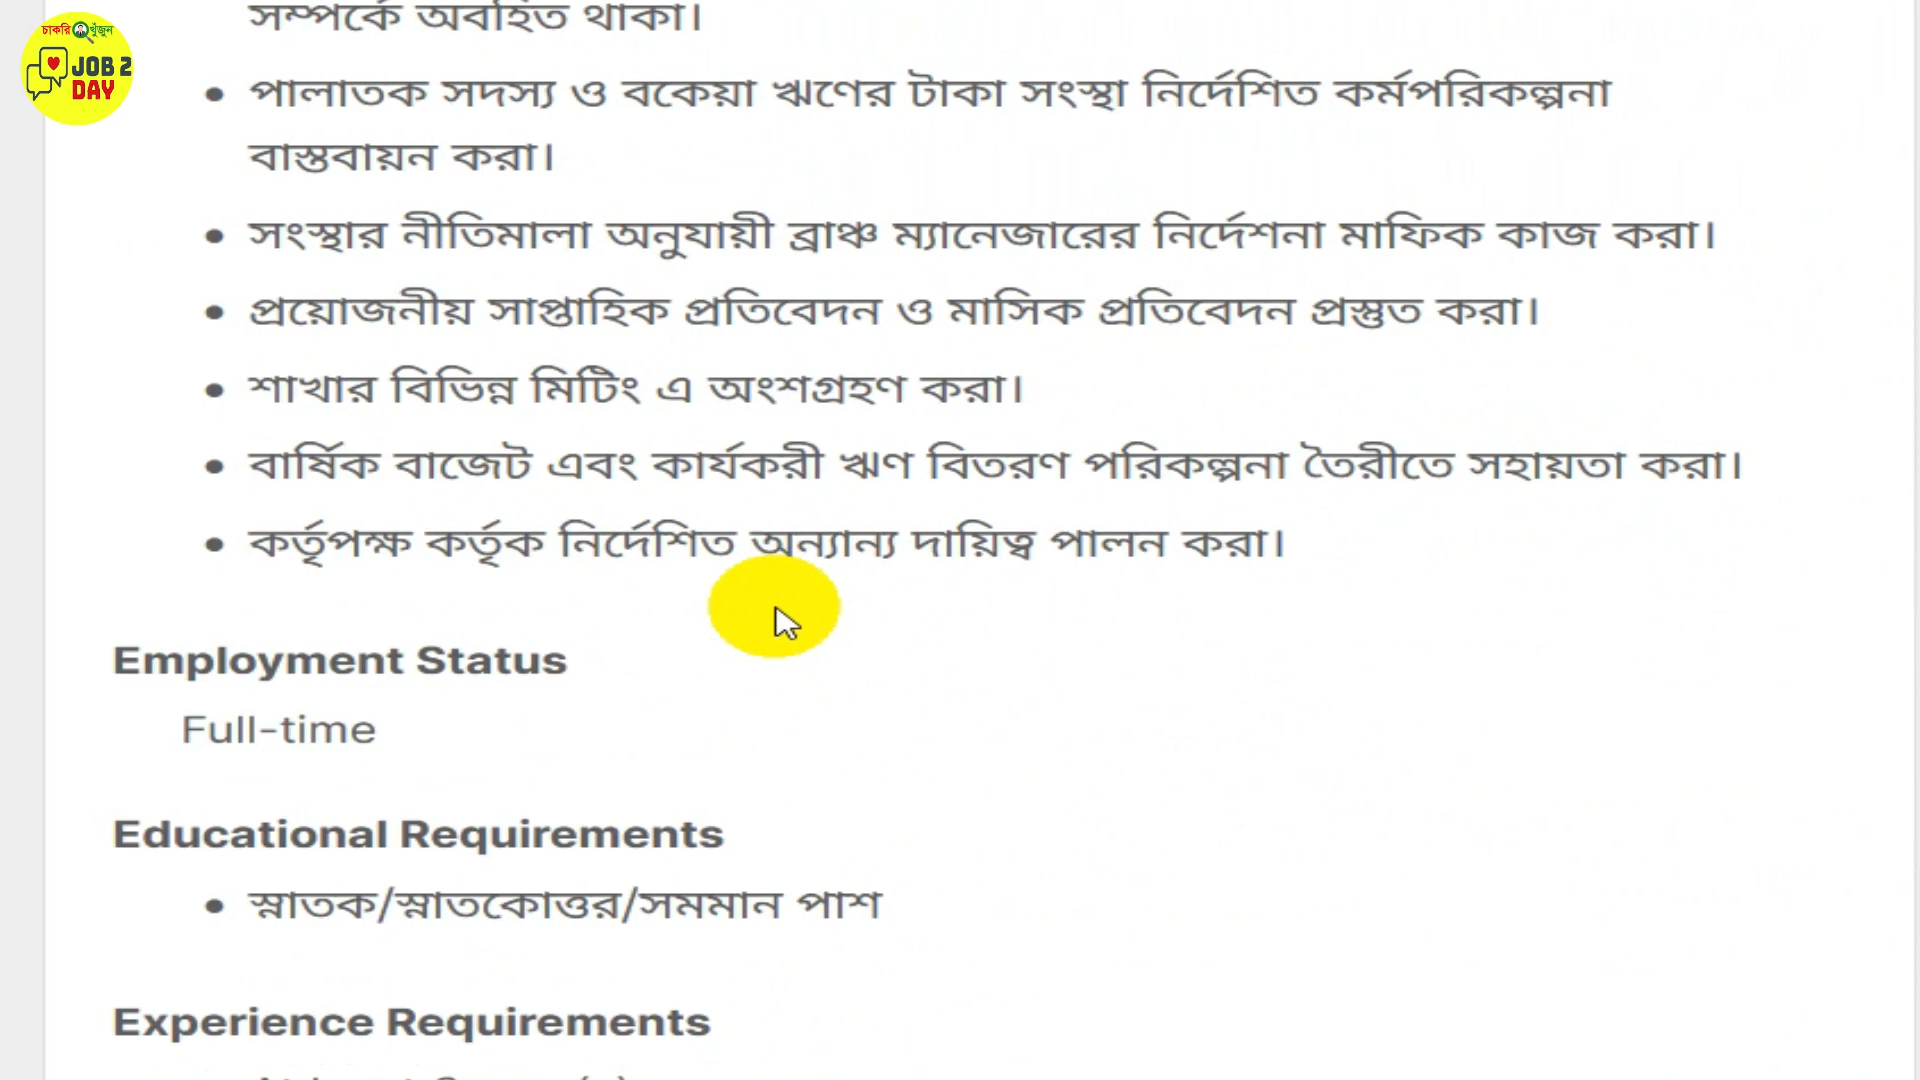 সম্পর্কে অবহিত থাকা।
চাকরি খুঁজুন
JOB 2
DAY
• পালাতক সদস্য ও বকেয়া ঋণের টাকা সংস্থা নির্দেশিত কর্মপরিকল্পনা
বাস্তবায়ন করা।
• সংস্থার নীতিমালা অনুযায়ী ব্রাঞ্চ ম্যানেজারের নির্দেশনা মাফিক কাজ করা।
• প্রয়োজনীয় সাপ্তাহিক প্রতিবেদন ও মাসিক প্রতিবেদন প্রস্তুত করা।
• শাখার বিভিন্ন মিটিং এ অংশগ্রহণ করা।
• বার্ষিক বাজেট এবং কার্যকরী ঋণ বিতরণ পরিকল্পনা তৈরীতে সহায়তা করা।
• কর্তৃপক্ষ কর্তৃক নির্দেশিত অন্যান্য দায়িত্ব পালন করা।
Employment Status
Full-time
Educational Requirements
• স্নাতক/স্নাতকোত্তর/সমমান পাশ
Experience Requirements